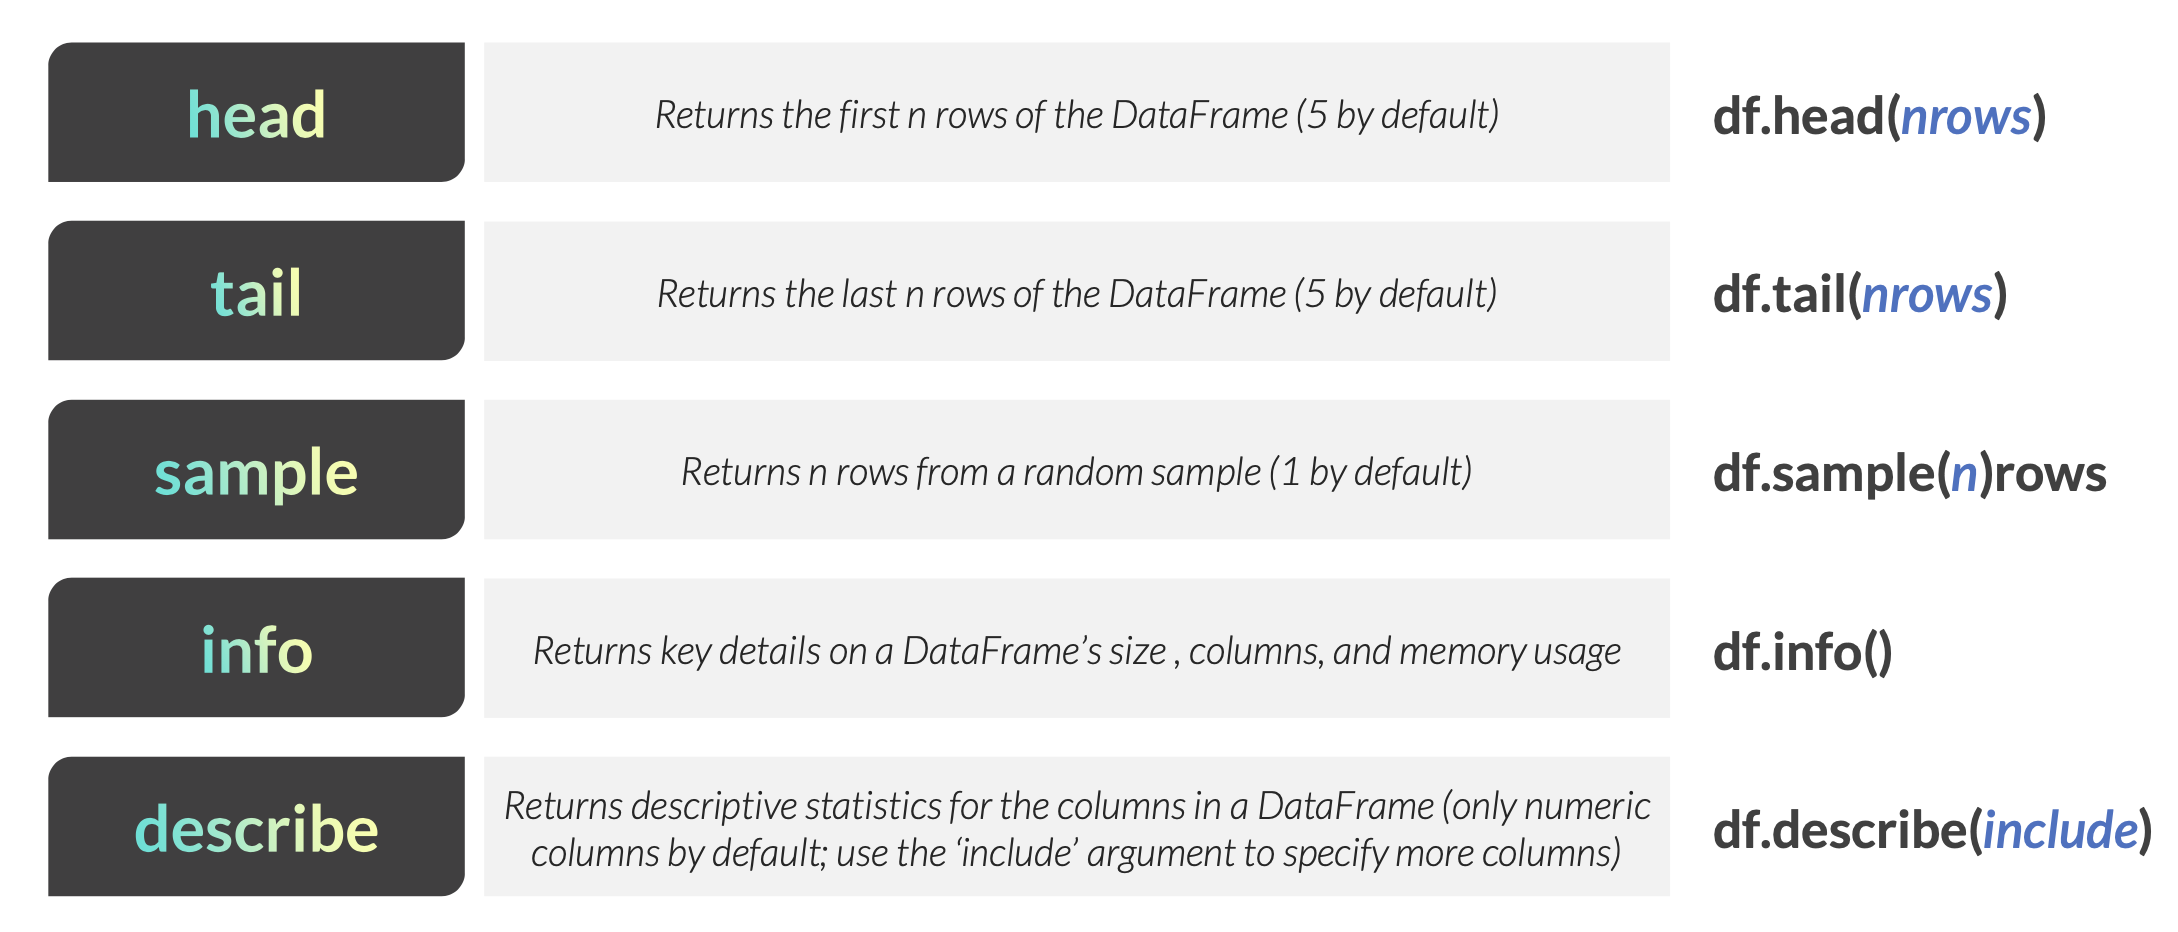 head
Returns the first n rows of the DataFrame (5 by default)
df.head(nrows)
tail
Returns the last n rows of the DataFrame (5 by default)
df.tail(nrows)
sample
Returns n rows from a random sample (1 by default)
df.sample(n)rows
info
Returns key details on a DataFrame’s size , columns, and memory usage
df.info()
describe
Returns descriptive statistics for the columns in a DataFrame (only numeric
columns by default; use the ‘include’ argument to specify more columns)
df.describe(include)